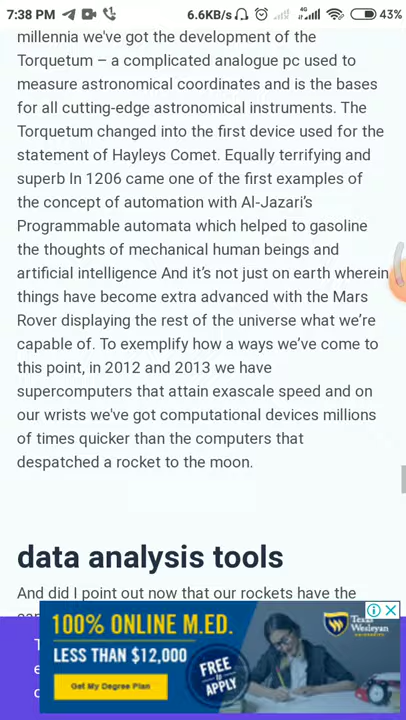 7:38 PM 6.6KB/s 4G 43%
millennia we've got the development of the
Torquetum – a complicated analogue pc used to
measure astronomical coordinates and is the bases
for all cutting-edge astronomical instruments. The
Torquetum changed into the first device used for the
statement of Hayleys Comet. Equally terrifying and
superb In 1206 came one of the first examples of
the concept of automation with Al-Jazari's
Programmable automata which helped to gasoline
the thoughts of mechanical human beings and
artificial intelligence And it's not just on earth wherein
things have become extra advanced with the Mars
Rover displaying the rest of the universe what we're
capable of. To exemplify how a ways we've come to
this point, in 2012 and 2013 we have
supercomputers that attain exascale speed and on
our wrists we've got computational devices millions
of times quicker than the computers that
despatched a rocket to the moon.
data analysis tools
And did I point out now that our rockets have the
100% ONLINE M.ED.
LESS THAN $12,000
Get My Degree Plan
FREE
to
APPLY
Texas
Wesleyan